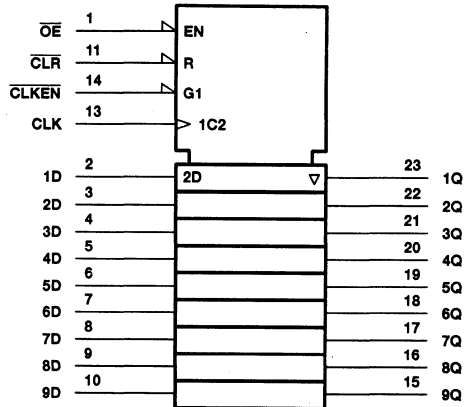 OE 1 EN
CLR 11 R
CLKEN 14 G1
CLK 13 1C2
1D 2 2D 23 1Q
2D 3 22 2Q
3D 4 21 3Q
4D 5 20 4Q
5D 6 19 5Q
6D 7 18 6Q
7D 8 17 7Q
8D 9 16 8Q
9D 10 15 9Q